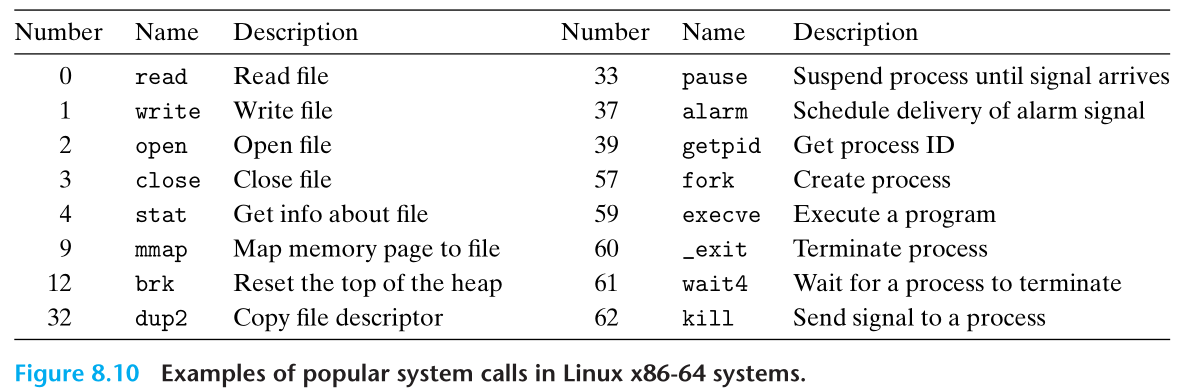 Number Name Description Number Name Description
0 read Read file 33 pause Suspend process until signal arrives
1 write Write file 37 alarm Schedule delivery of alarm signal
2 open Open file 39 getpid Get process ID
3 close Close file 57 fork Create process
4 stat Get info about file 59 execve Execute a program
9 mmap Map memory page to file 60 _exit Terminate process
12 brk Reset the top of the heap 61 wait4 Wait for a process to terminate
32 dup2 Copy file descriptor 62 kill Send signal to a process
Figure 8.10 Examples of popular system calls in Linux x86-64 systems.